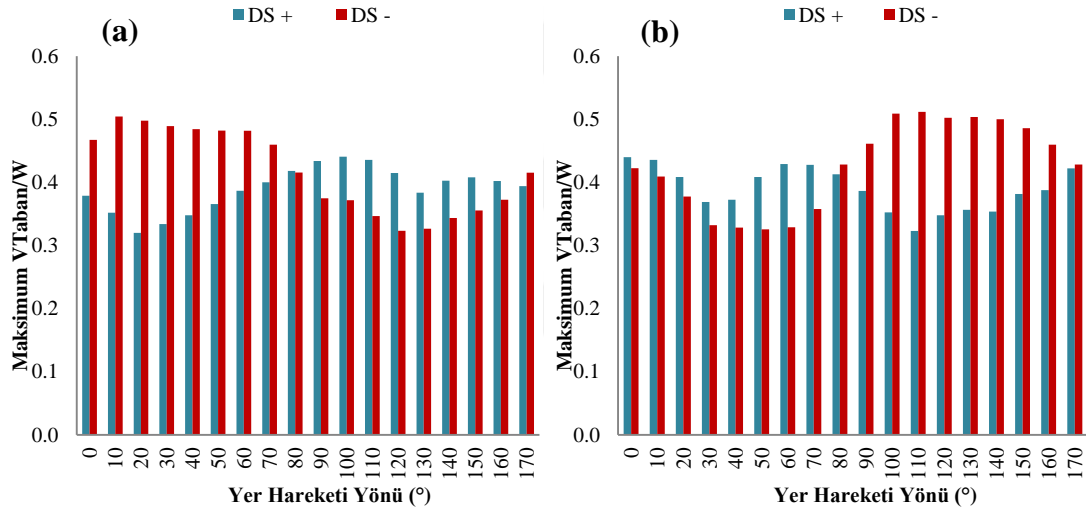 DS + DS -
(a)
Maksimum VTaban/W
0.6
0.5
0.4
0.3
0.2
0.1
0.0
0 10 20 30 40 50 60 70 80 90 100 110 120 130 140 150 160 170
Yer Hareketi Yönü (°)
DS + DS -
(b)
Maksimum VTaban/W
0.6
0.5
0.4
0.3
0.2
0.1
0.0
0 10 20 30 40 50 60 70 80 90 100 110 120 130 140 150 160 170
Yer Hareketi Yönü (°)